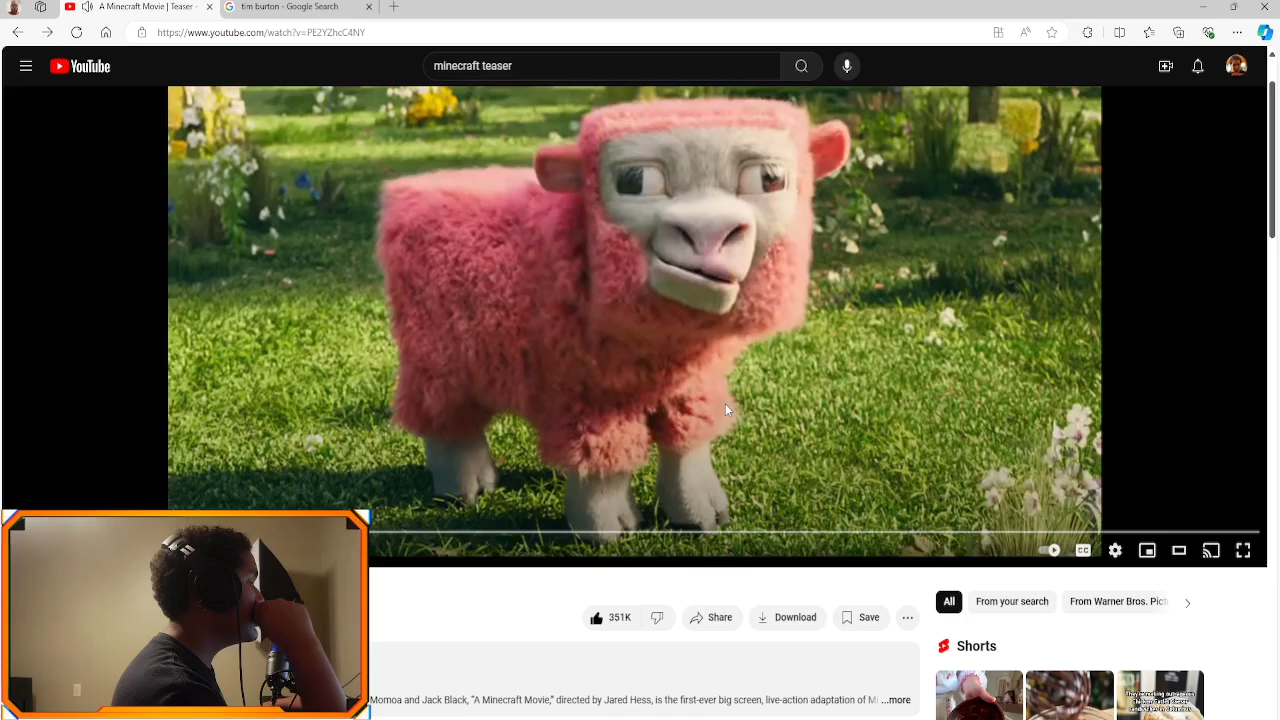 A Minecraft Movie | Teaser -
tim burton - Google Search
https://www.youtube.com/watch?v=PE2YZhcC4NY
YouTube
minecraft teaser
CC
351K
Share
Download
Save
All
From your search
From Warner Bros. Pict
Shorts
Momoa and Jack Black, “A Minecraft Movie,” directed by Jared Hess, is the first-ever big screen, live-action adaptation of Mi ...more